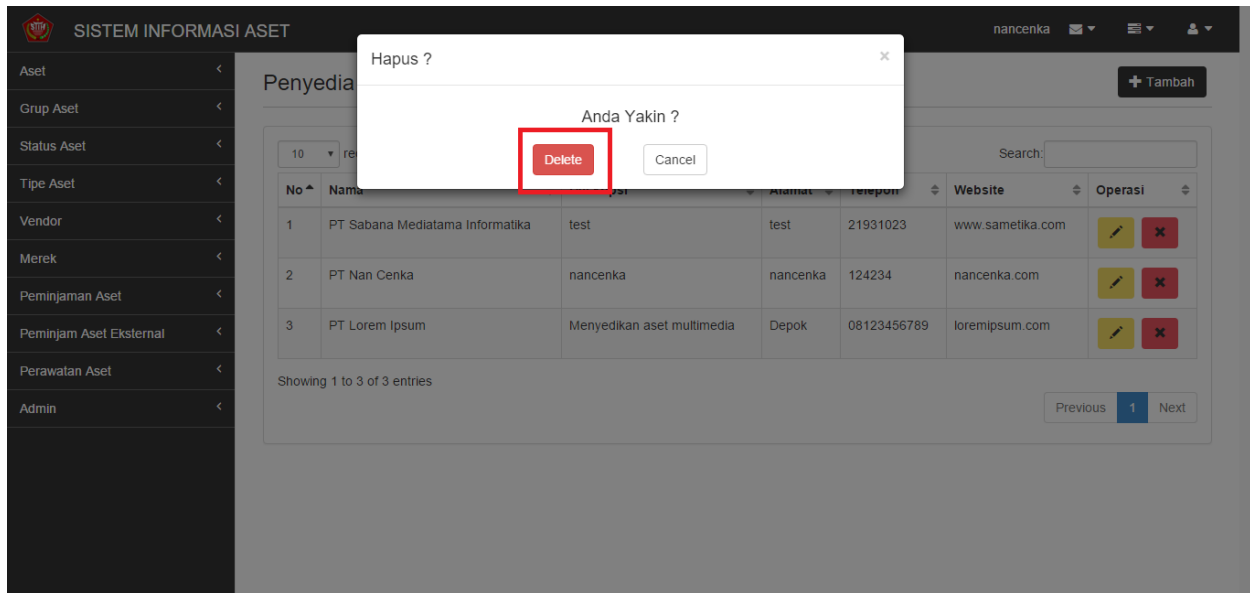 SISTEM INFORMASI ASET
nancenka
Hapus ? ×
Aset
Grup Aset
Status Aset
Tipe Aset
Vendor
Merek
Peminjaman Aset
Peminjam Aset Eksternal
Perawatan Aset
Admin
Penyedia
Tambah
Anda Yakin ?
Delete Cancel
10 Search:
No Nama Alamat Telepon Website Operasi
1 PT Sabana Mediatama Informatika test test 21931023 www.sametika.com
2 PT Nan Cenka nancenka nancenka 124234 nancenka.com
3 PT Lorem Ipsum Menyedikan aset multimedia Depok 08123456789 loremipsum.com
Showing 1 to 3 of 3 entries
Previous 1 Next